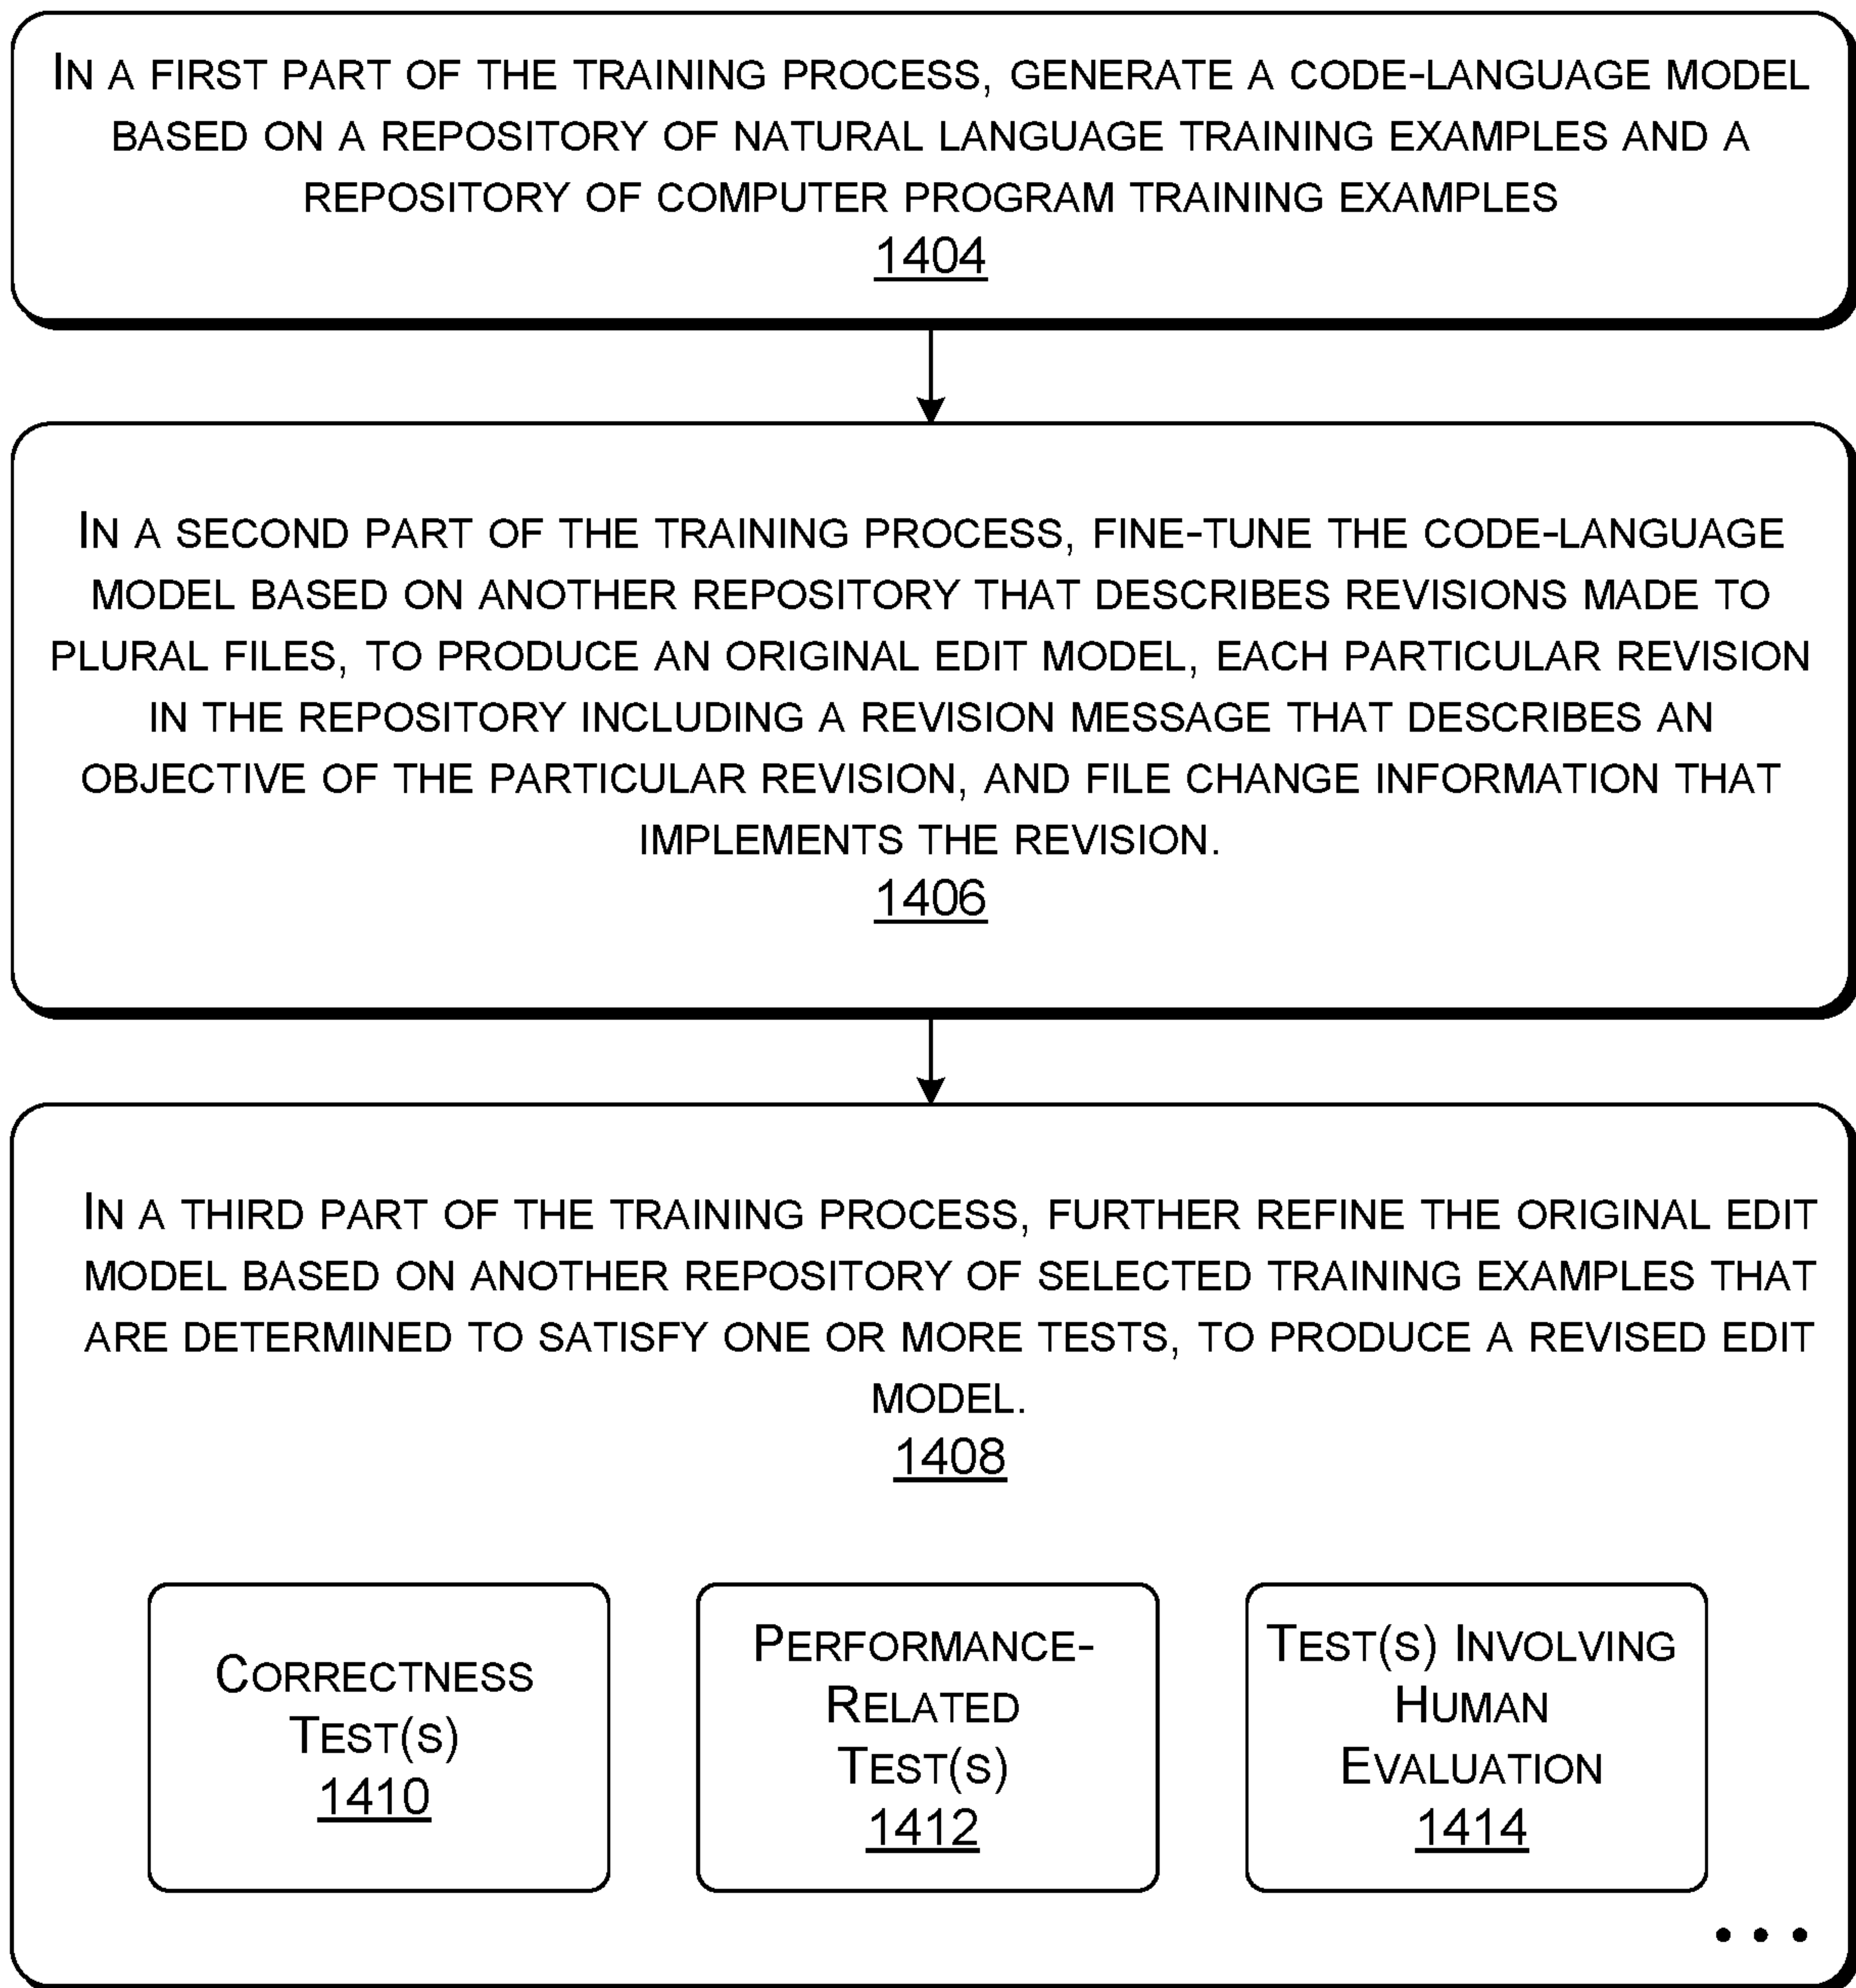 IN A FIRST PART OF THE TRAINING PROCESS, GENERATE A CODE-LANGUAGE MODEL
BASED ON A REPOSITORY OF NATURAL LANGUAGE TRAINING EXAMPLES AND A
REPOSITORY OF COMPUTER PROGRAM TRAINING EXAMPLES
1404
IN A SECOND PART OF THE TRAINING PROCESS, FINE-TUNE THE CODE-LANGUAGE
MODEL BASED ON ANOTHER REPOSITORY THAT DESCRIBES REVISIONS MADE TO
PLURAL FILES, TO PRODUCE AN ORIGINAL EDIT MODEL, EACH PARTICULAR REVISION
IN THE REPOSITORY INCLUDING A REVISION MESSAGE THAT DESCRIBES AN
OBJECTIVE OF THE PARTICULAR REVISION, AND FILE CHANGE INFORMATION THAT
IMPLEMENTS THE REVISION.
1406
IN A THIRD PART OF THE TRAINING PROCESS, FURTHER REFINE THE ORIGINAL EDIT
MODEL BASED ON ANOTHER REPOSITORY OF SELECTED TRAINING EXAMPLES THAT
ARE DETERMINED TO SATISFY ONE OR MORE TESTS, TO PRODUCE A REVISED EDIT
MODEL.
1408
CORRECTNESS
TEST(S)
1410
PERFORMANCE-
RELATED
TEST(S)
1412
TEST(S) INVOLVING
HUMAN
EVALUATION
1414
• • •